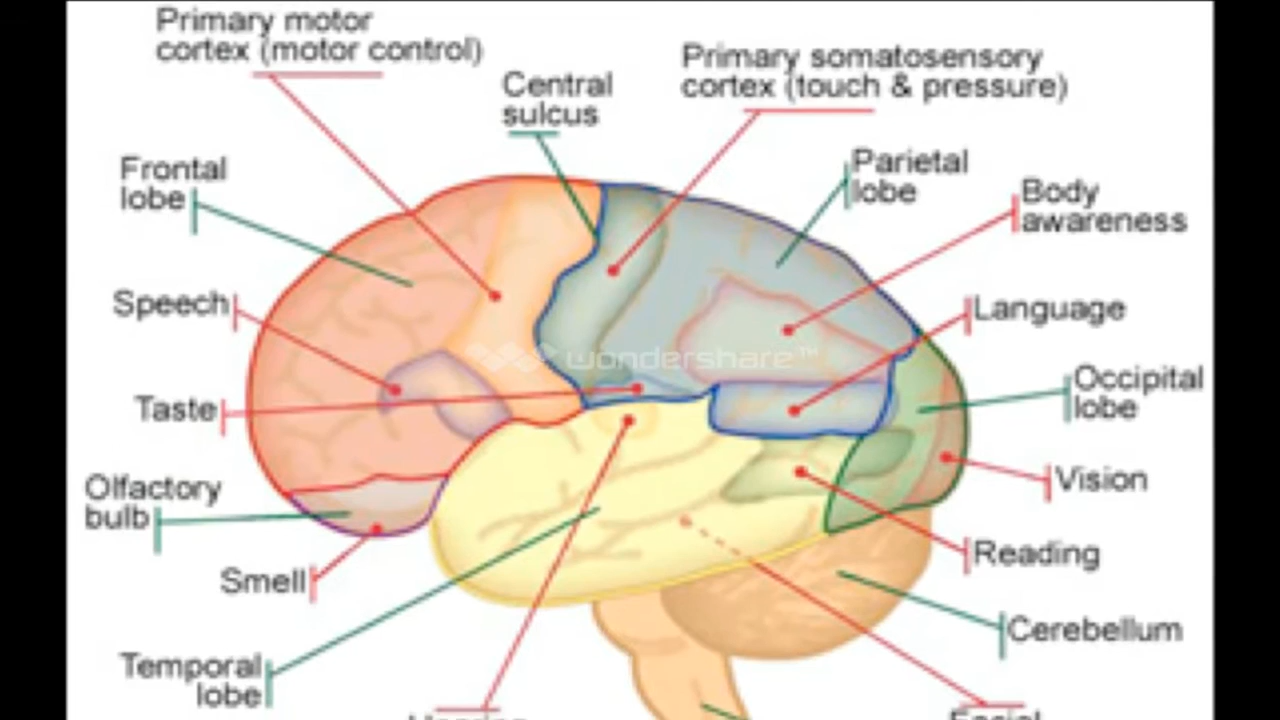 Primary motor
cortex (motor control)
Central
sulcus
Primary somatosensory
cortex (touch & pressure)
Frontal
lobe
Parietal
lobe
Body
awareness
Speech
Language
wondershare™
Taste
Occipital
lobe
Olfactory
bulb
Vision
Reading
Smell
Cerebellum
Temporal
lobe